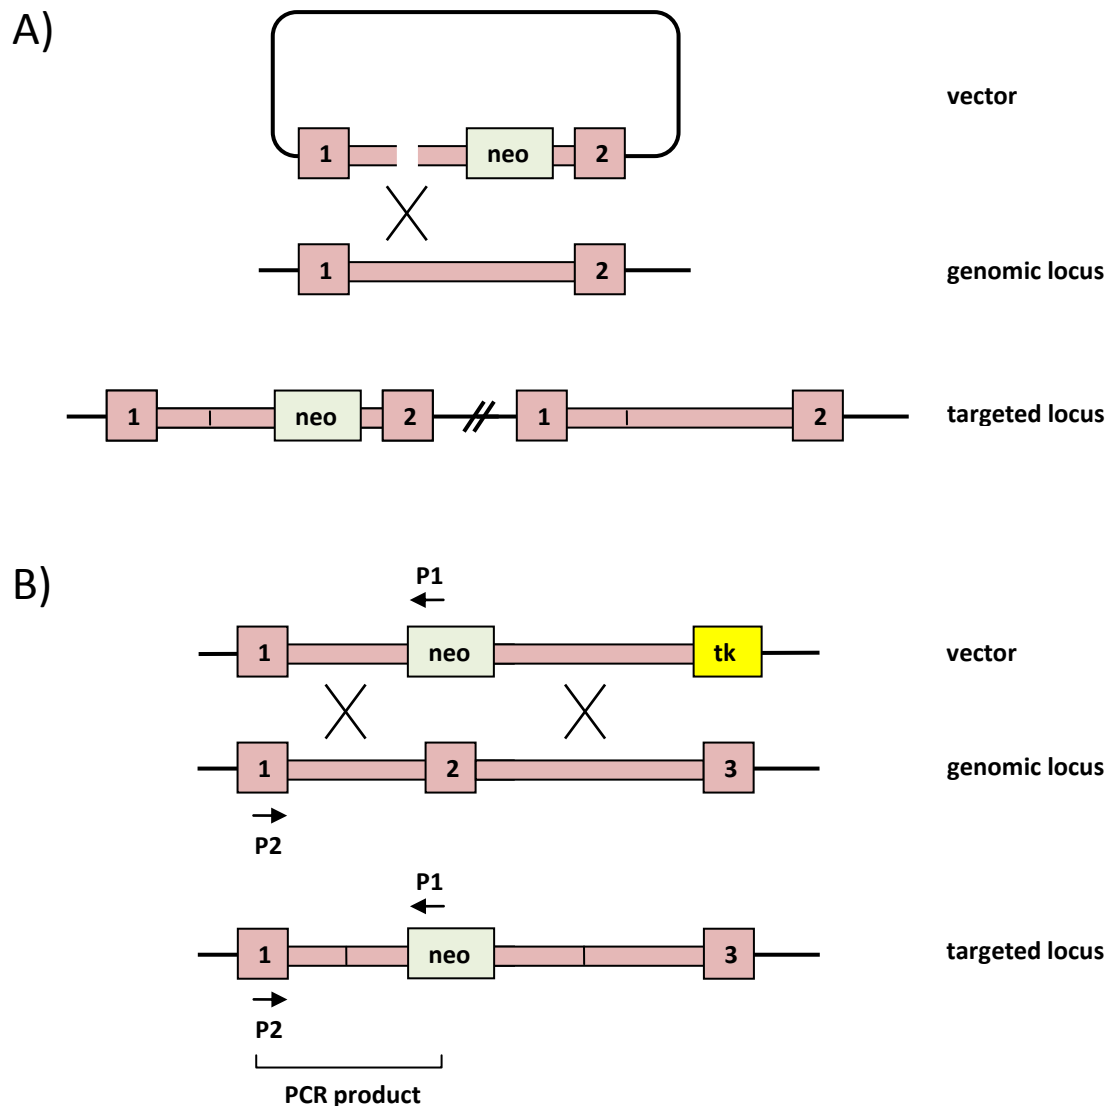 A)
vector
1 neo 2
1 2
genomic locus
1 neo 2 1 2
targeted locus
B)
P1
1 neo tk
vector
1 2 3
genomic locus
P2
P1
1 neo 3
targeted locus
P2
PCR product